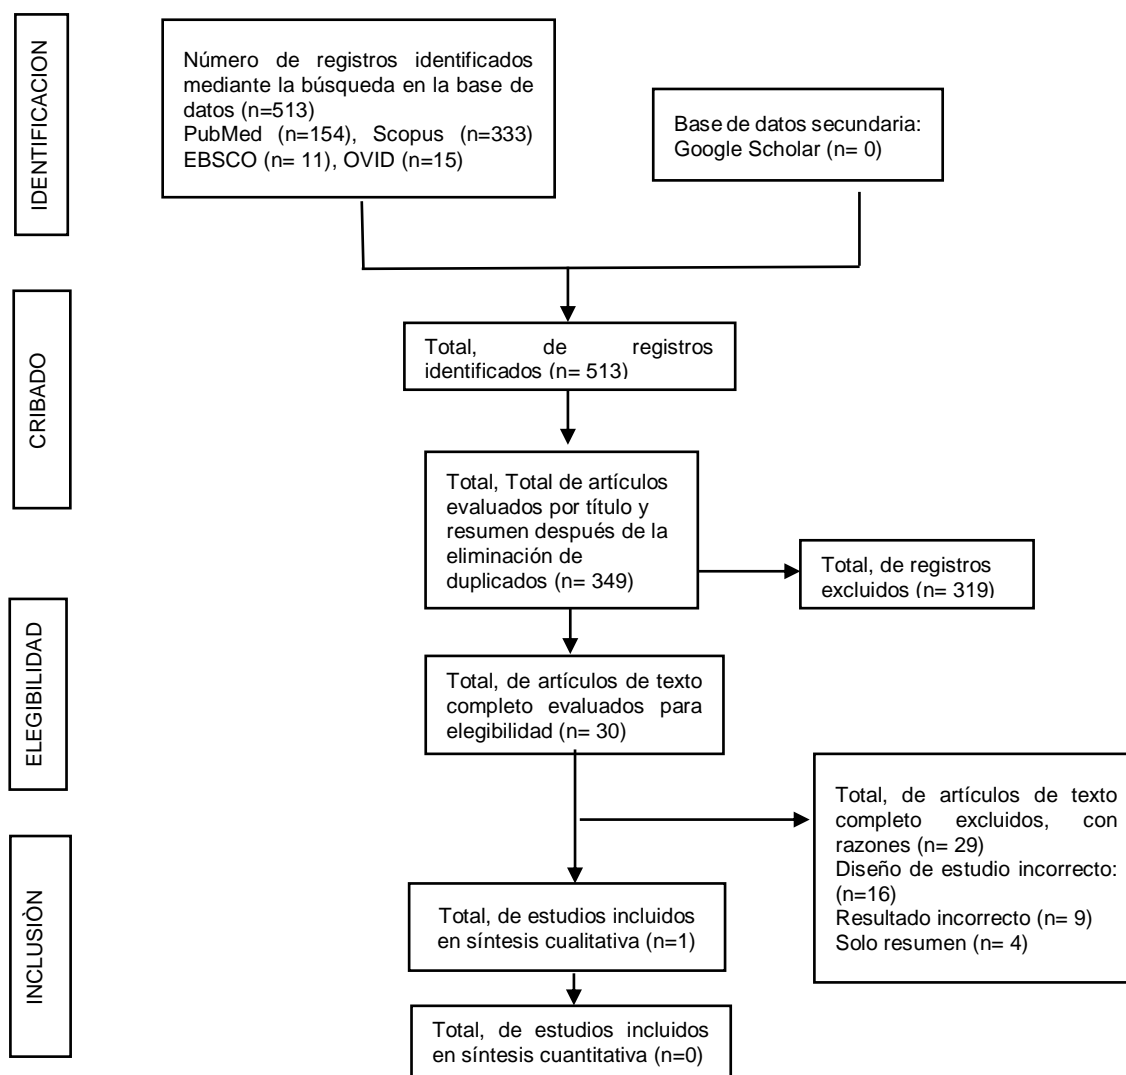 IDENTIFICACION
Número de registros identificados
mediante la búsqueda en la base de
datos (n=513)
PubMed (n=154), Scopus (n=333)
EBSCO (n= 11), OVID (n=15)
Base de datos secundaria:
Google Scholar (n= 0)
CRIBADO
Total, de registros
identificados (n= 513)
Total, Total de artículos
evaluados por título y
resumen después de la
eliminación de
duplicados (n= 349)
Total, de registros
excluidos (n= 319)
ELEGIBILIDAD
Total, de artículos de texto
completo evaluados para
elegibilidad (n= 30)
Total, de artículos de texto
completo excluidos, con
razones (n= 29)
Diseño de estudio incorrecto:
(n=16)
Resultado incorrecto (n= 9)
Solo resumen (n= 4)
INCLUSIÒN
Total, de estudios incluidos
en síntesis cualitativa (n=1)
Total, de estudios incluidos
en síntesis cuantitativa (n=0)